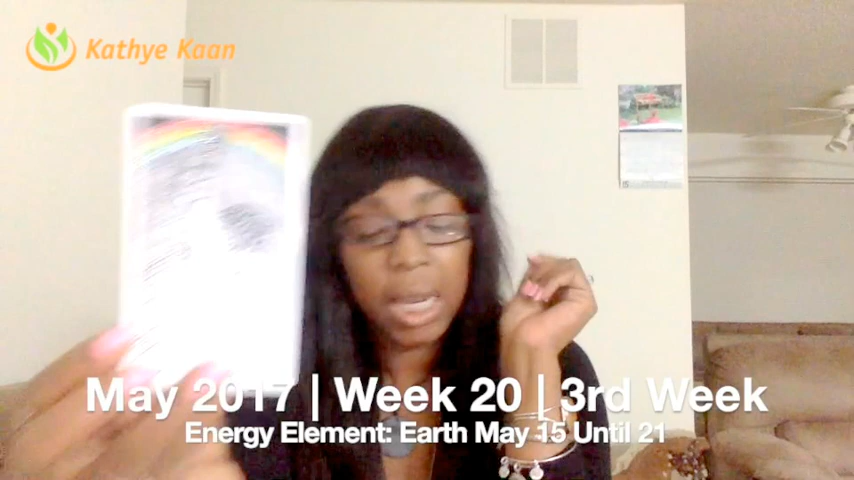 Kathye Kaan
May 2017 | Week 20 | 3rd Week
Energy Element: Earth May 15 Until 21